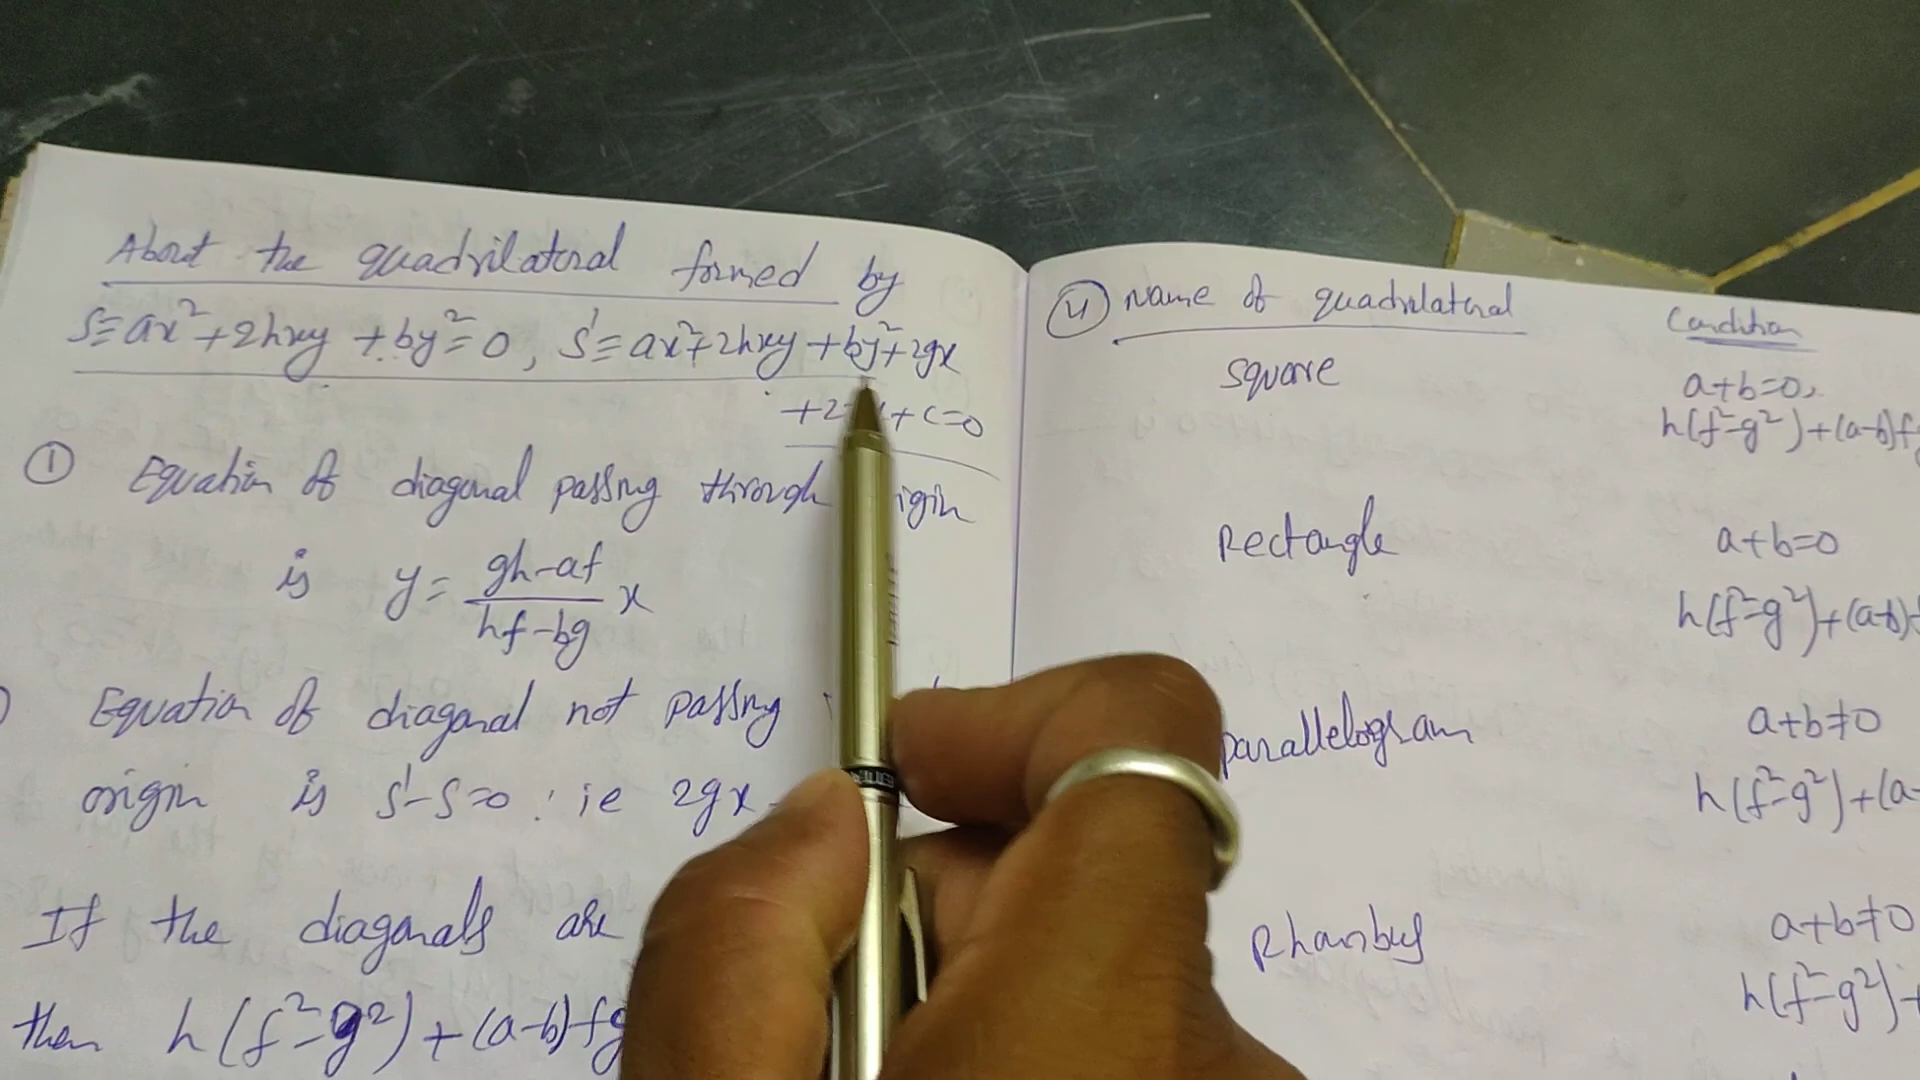 About the quadrilateral formed by
S≡ax²+2hxy+by²=0, S'≡ax²+2hxy+by²+2gx
+2 +c=0
① Equation of diagonal passing through
is y= gh-af / hf-bg x
Equation of diagonal not passing
origin is S'-S=0 : ie 2gx
If the diagonals are
then h(f²-g²)+(a-b)fg
④ Name of quadrilateral Condition
square a+b=0,
h(f²-g²)+(a-b)f
Rectangle a+b=0
h(f²-g²)+(a-b)
parallelogram a+b≠0
h(f²-g²)+(a-
Rhombus a+b≠0
h(f²-g²)+